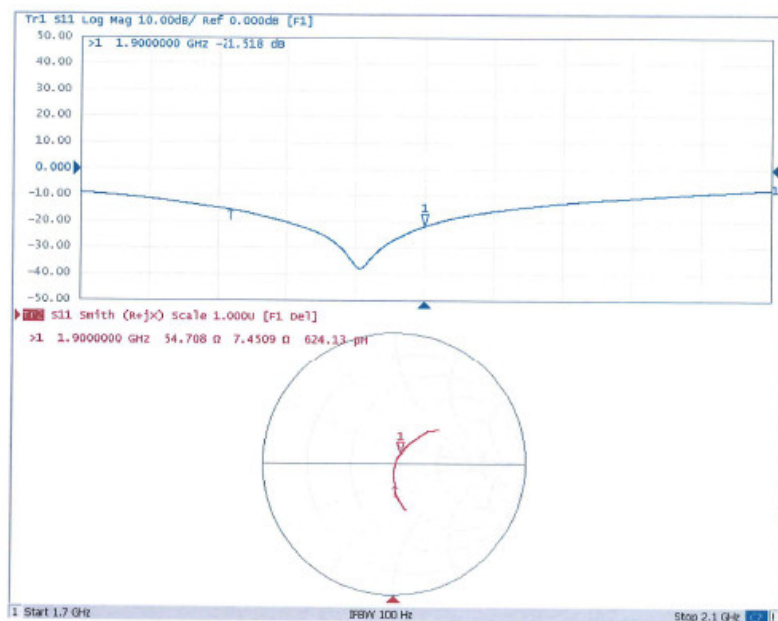 Tr1 S11 Log Mag 10.00dB/ Ref 0.000dB [F1]
50.00
>1 1.9000000 GHz -21.518 dB
40.00
30.00
20.00
10.00
0.000
-10.00
1
-20.00
1
-30.00
-40.00
-50.00
S11 Smith (R+jX) Scale 1.000U [F1 Del]
>1 1.9000000 GHz 54.708 Ω 7.4509 Ω 624.13 pH
1
1 Start 1.7 GHz IFBW 100 Hz Stop 2.1 GHz